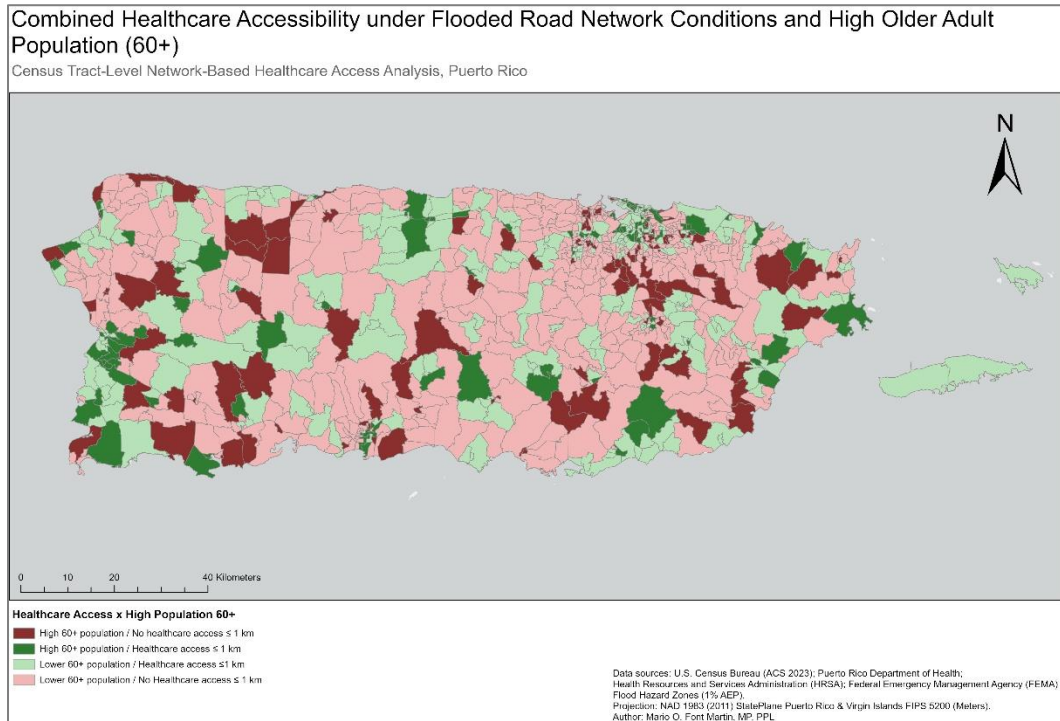 Combined Healthcare Accessibility under Flooded Road Network Conditions and High Older Adult
Population (60+)
Census Tract-Level Network-Based Healthcare Access Analysis, Puerto Rico
N
0 10 20 40 Kilometers
Healthcare Access x High Population 60+
High 60+ population / No healthcare access ≤ 1 km
High 60+ population / Healthcare access ≤ 1 km
Lower 60+ population / Healthcare access ≤1 km
Lower 60+ population / No Healthcare access ≤ 1 km
Data sources: U.S. Census Bureau (ACS 2023); Puerto Rico Department of Health;
Health Resources and Services Administration (HRSA); Federal Emergency Management Agency (FEMA)
Flood Hazard Zones (1% AEP).
Projection: NAD 1983 (2011) StatePlane Puerto Rico & Virgin Islands FIPS 5200 (Meters).
Author: Mario O. Font Martin, MP, PPL